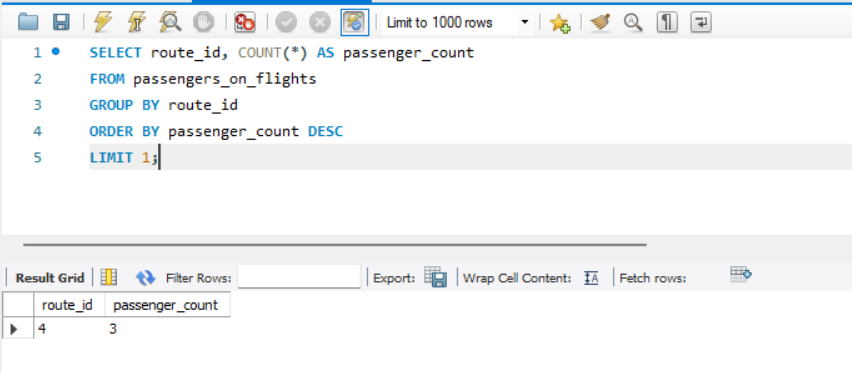 Limit to 1000 rows
1 SELECT route_id, COUNT(*) AS passenger_count
2 FROM passengers_on_flights
3 GROUP BY route_id
4 ORDER BY passenger_count DESC
5 LIMIT 1;
Result Grid Filter Rows: Export: Wrap Cell Content: IA Fetch rows:
route_id passenger_count
4 3